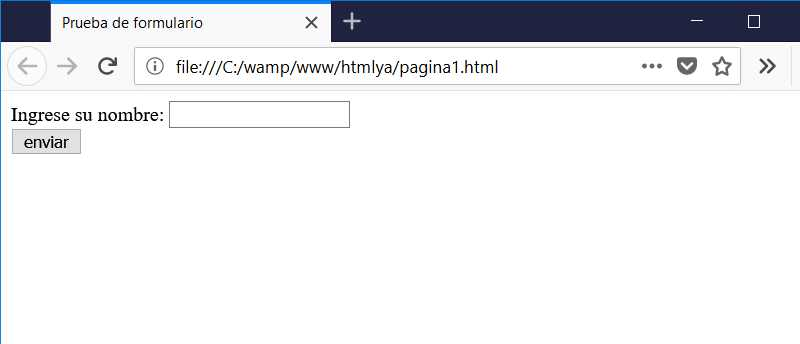 Prueba de formulario
file:///C:/wamp/www/htmlya/pagina1.html
Ingrese su nombre:
enviar